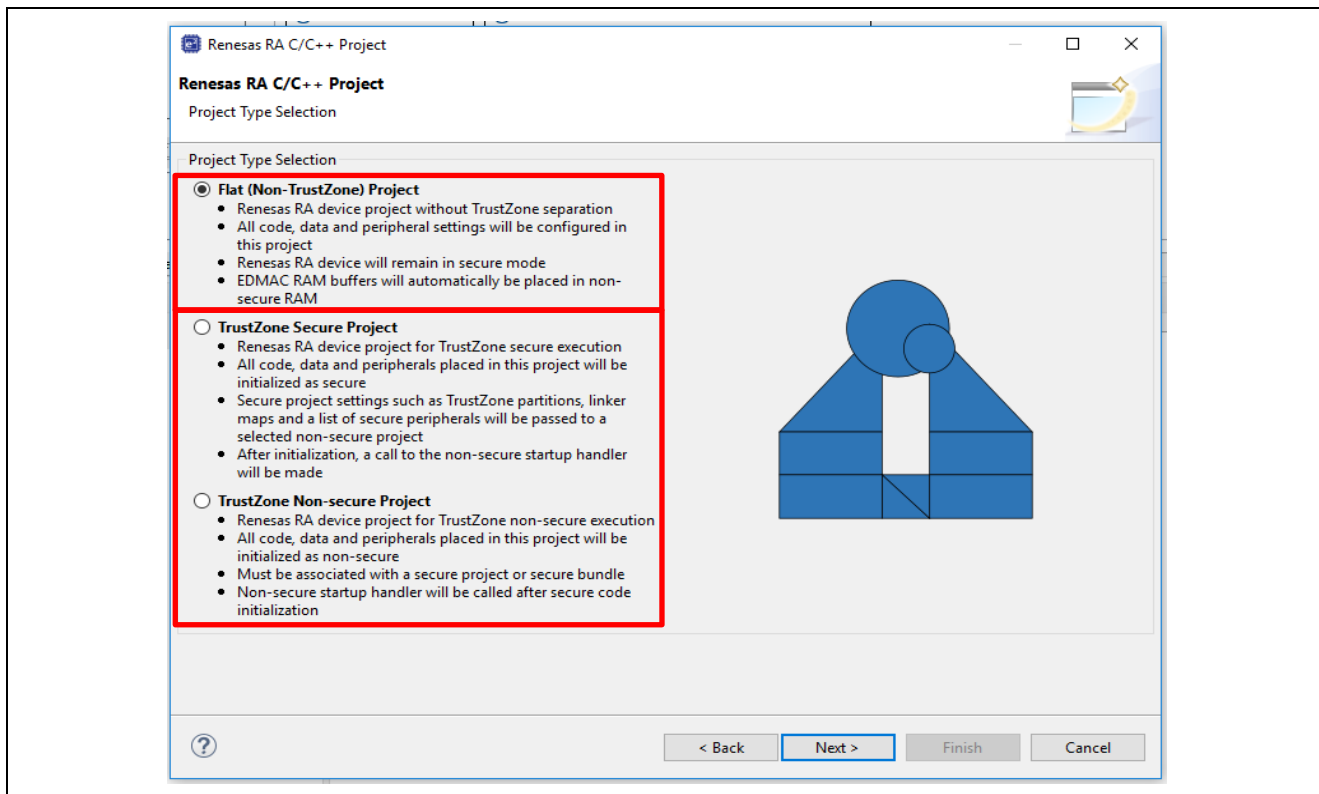 Renesas RA C/C++ Project
Renesas RA C/C++ Project
Project Type Selection
Project Type Selection
Flat (Non-TrustZone) Project
• Renesas RA device project without TrustZone separation
• All code, data and peripheral settings will be configured in
this project
• Renesas RA device will remain in secure mode
• EDMAC RAM buffers will automatically be placed in non-
secure RAM
TrustZone Secure Project
• Renesas RA device project for TrustZone secure execution
• All code, data and peripherals placed in this project will be
initialized as secure
• Secure project settings such as TrustZone partitions, linker
maps and a list of secure peripherals will be passed to a
selected non-secure project
• After initialization, a call to the non-secure startup handler
will be made
TrustZone Non-secure Project
• Renesas RA device project for TrustZone non-secure execution
• All code, data and peripherals placed in this project will be
initialized as non-secure
• Must be associated with a secure project or secure bundle
• Non-secure startup handler will be called after secure code
initialization
?
< Back
Next >
Finish
Cancel